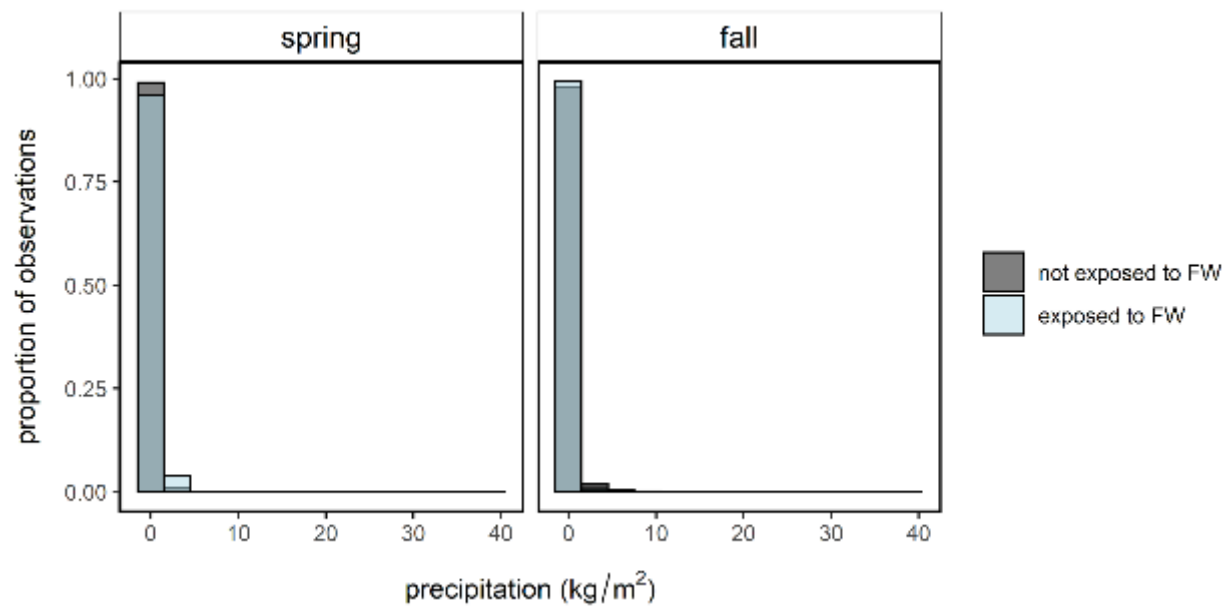 spring
fall
1.00
0.75
0.50
0.25
0.00
proportion of observations
0 10 20 30 40
0 10 20 30 40
precipitation (kg/m²)
not exposed to FW
exposed to FW